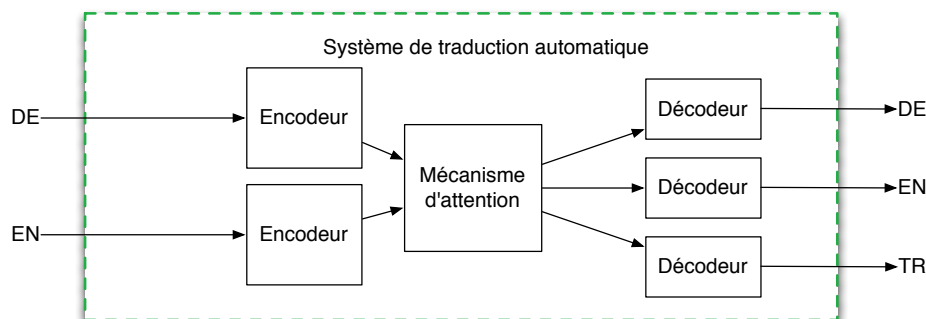 Système de traduction automatique
DE
Encodeur
Décodeur
DE
Mécanisme
d'attention
Décodeur
EN
EN
Encodeur
Décodeur
TR